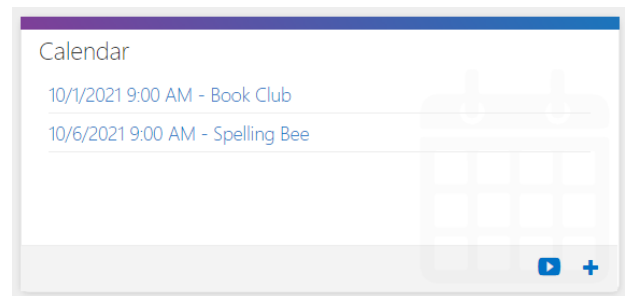 Calendar
10/1/2021 9:00 AM - Book Club
10/6/2021 9:00 AM - Spelling Bee